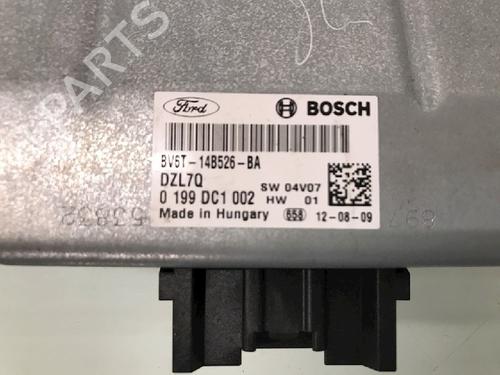 PARTS
Ford BOSCH
BV6T-14B526-BA
DZL7Q
SW 04V07
0 199 DC1 002 HW 01
Made in Hungary 658 12-08-09
53832